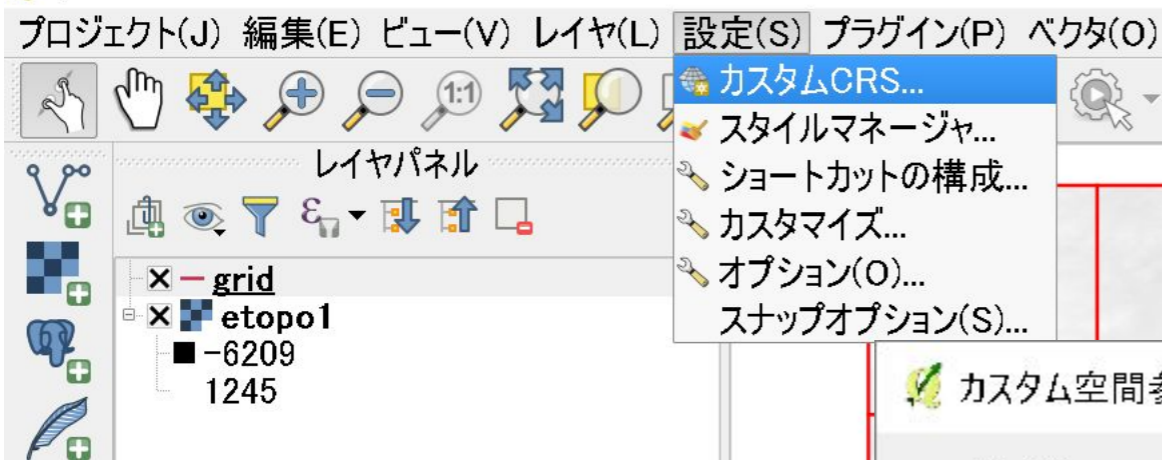 プロジェクト(J) 編集(E) ビュー(V) レイヤ(L) 設定(S) プラグイン(P) ベクタ(O)
カスタムCRS...
スタイルマネージャ...
ショートカットの構成...
カスタマイズ...
オプション(O)...
スナップオプション(S)...
1:1
レイヤパネル
ε
grid
etopo1
-6209
1245
カスタム空間参